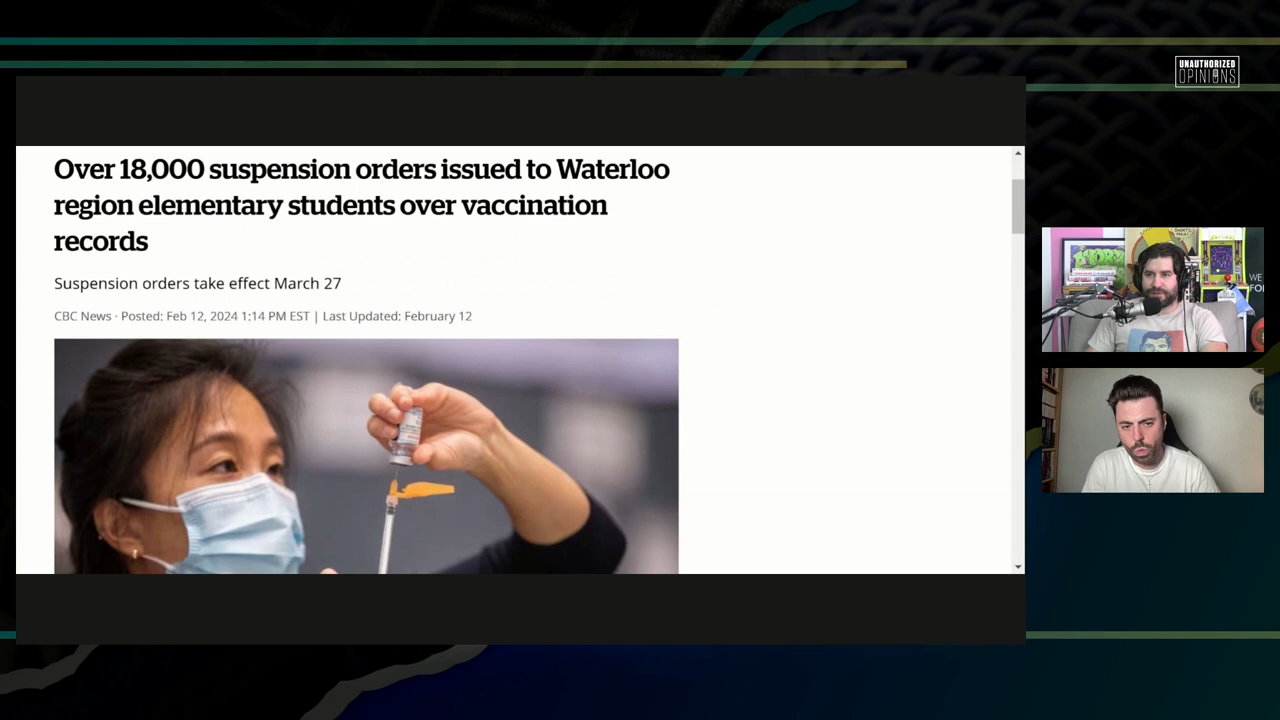 UNAUTHORIZED
OPINIONS
Over 18,000 suspension orders issued to Waterloo
region elementary students over vaccination
records
Suspension orders take effect March 27
CBC News · Posted: Feb 12, 2024 1:14 PM EST | Last Updated: February 12
WE